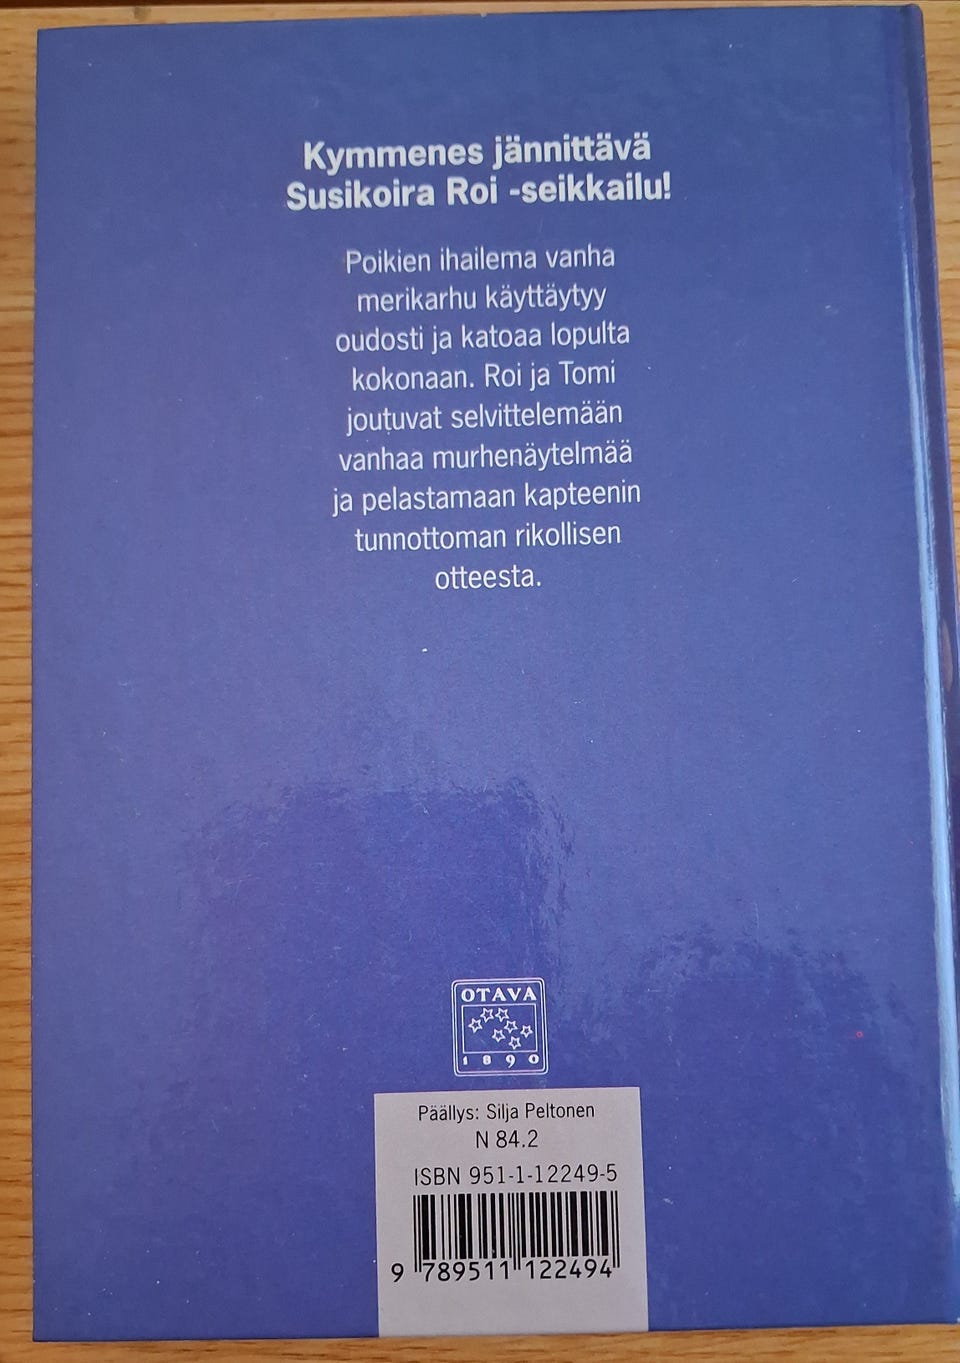 Kymmenes jännittävä
Susikoira Roi -seikkailu!
Poikien ihailema vanha
merikarhu käyttäytyy
oudosti ja katoaa lopulta
kokonaan. Roi ja Tomi
joutuvat selvittelemään
vanhaa murhenäytelmää
ja pelastamaan kapteenin
tunnottoman rikollisen
otteesta.
OTAVA
1890
Päällys: Silja Peltonen
N 84.2
ISBN 951-1-12249-5
9 789511 122494